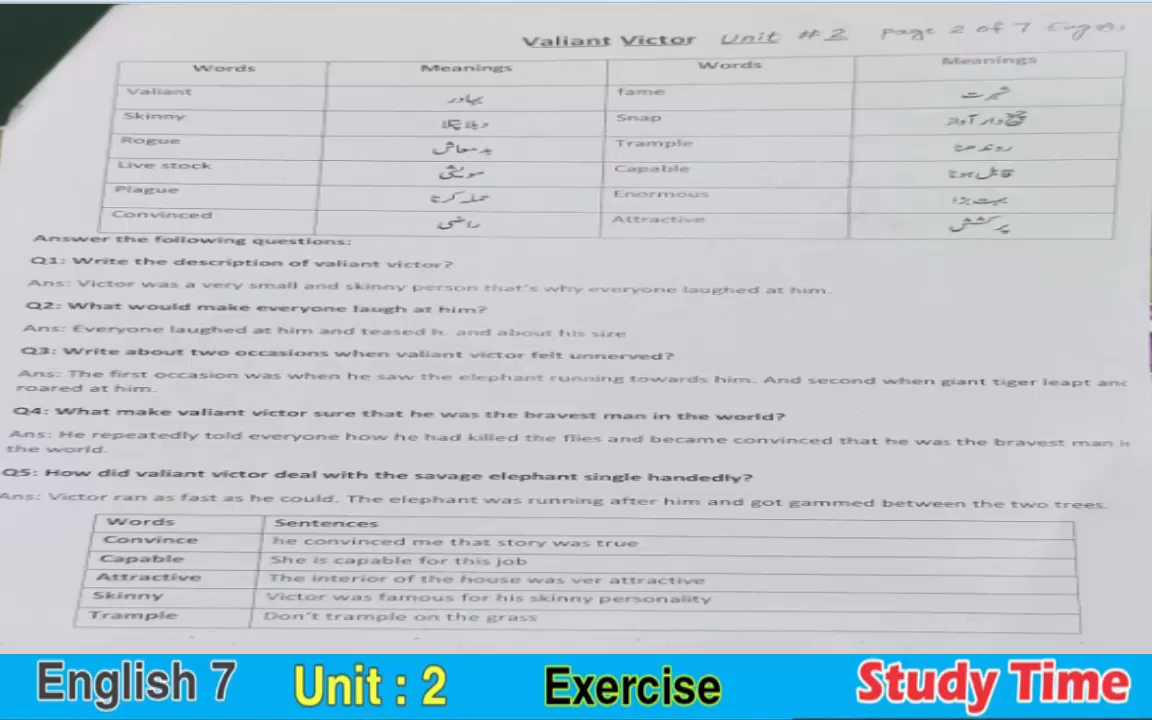 Valiant Victor Unit # 2 Page 2 of 7 Eng
Words Meanings Words Meanings
Valiant بہادر fame شہرت
Skinny دبلا پتلا Snap
Rogue بدمعاش Trample روندھنا
Live stock مویشی Capable قابل ہونا
Plague حملہ کرنا Enormous بہت بڑا
Convinced راضی Attractive پرکشش
Answer the following questions:
Q1: Write the description of valiant victor?
Ans: Victor was a very small and skinny person that's why everyone laughed at him.
Q2: What would make everyone laugh at him?
Ans: Everyone laughed at him and teased h. and about his size
Q3: Write about two occasions when valiant victor felt unnerved?
Ans: The first occasion was when he saw the elephant running towards him. And second when giant tiger leapt and
roared at him.
Q4: What make valiant victor sure that he was the bravest man in the world?
Ans: He repeatedly told everyone how he had killed the flies and became convinced that he was the bravest man in
the world.
Q5: How did valiant victor deal with the savage elephant single handedly?
Ans: Victor ran as fast as he could. The elephant was running after him and got gammed between the two trees.
Words Sentences
Convince he convinced me that story was true
Capable She is capable for this job
Attractive The interior of the house was ver attractive
Skinny Victor was famous for his skinny personality
Trample Don't trample on the grass
English 7 Unit : 2 Exercise Study Time